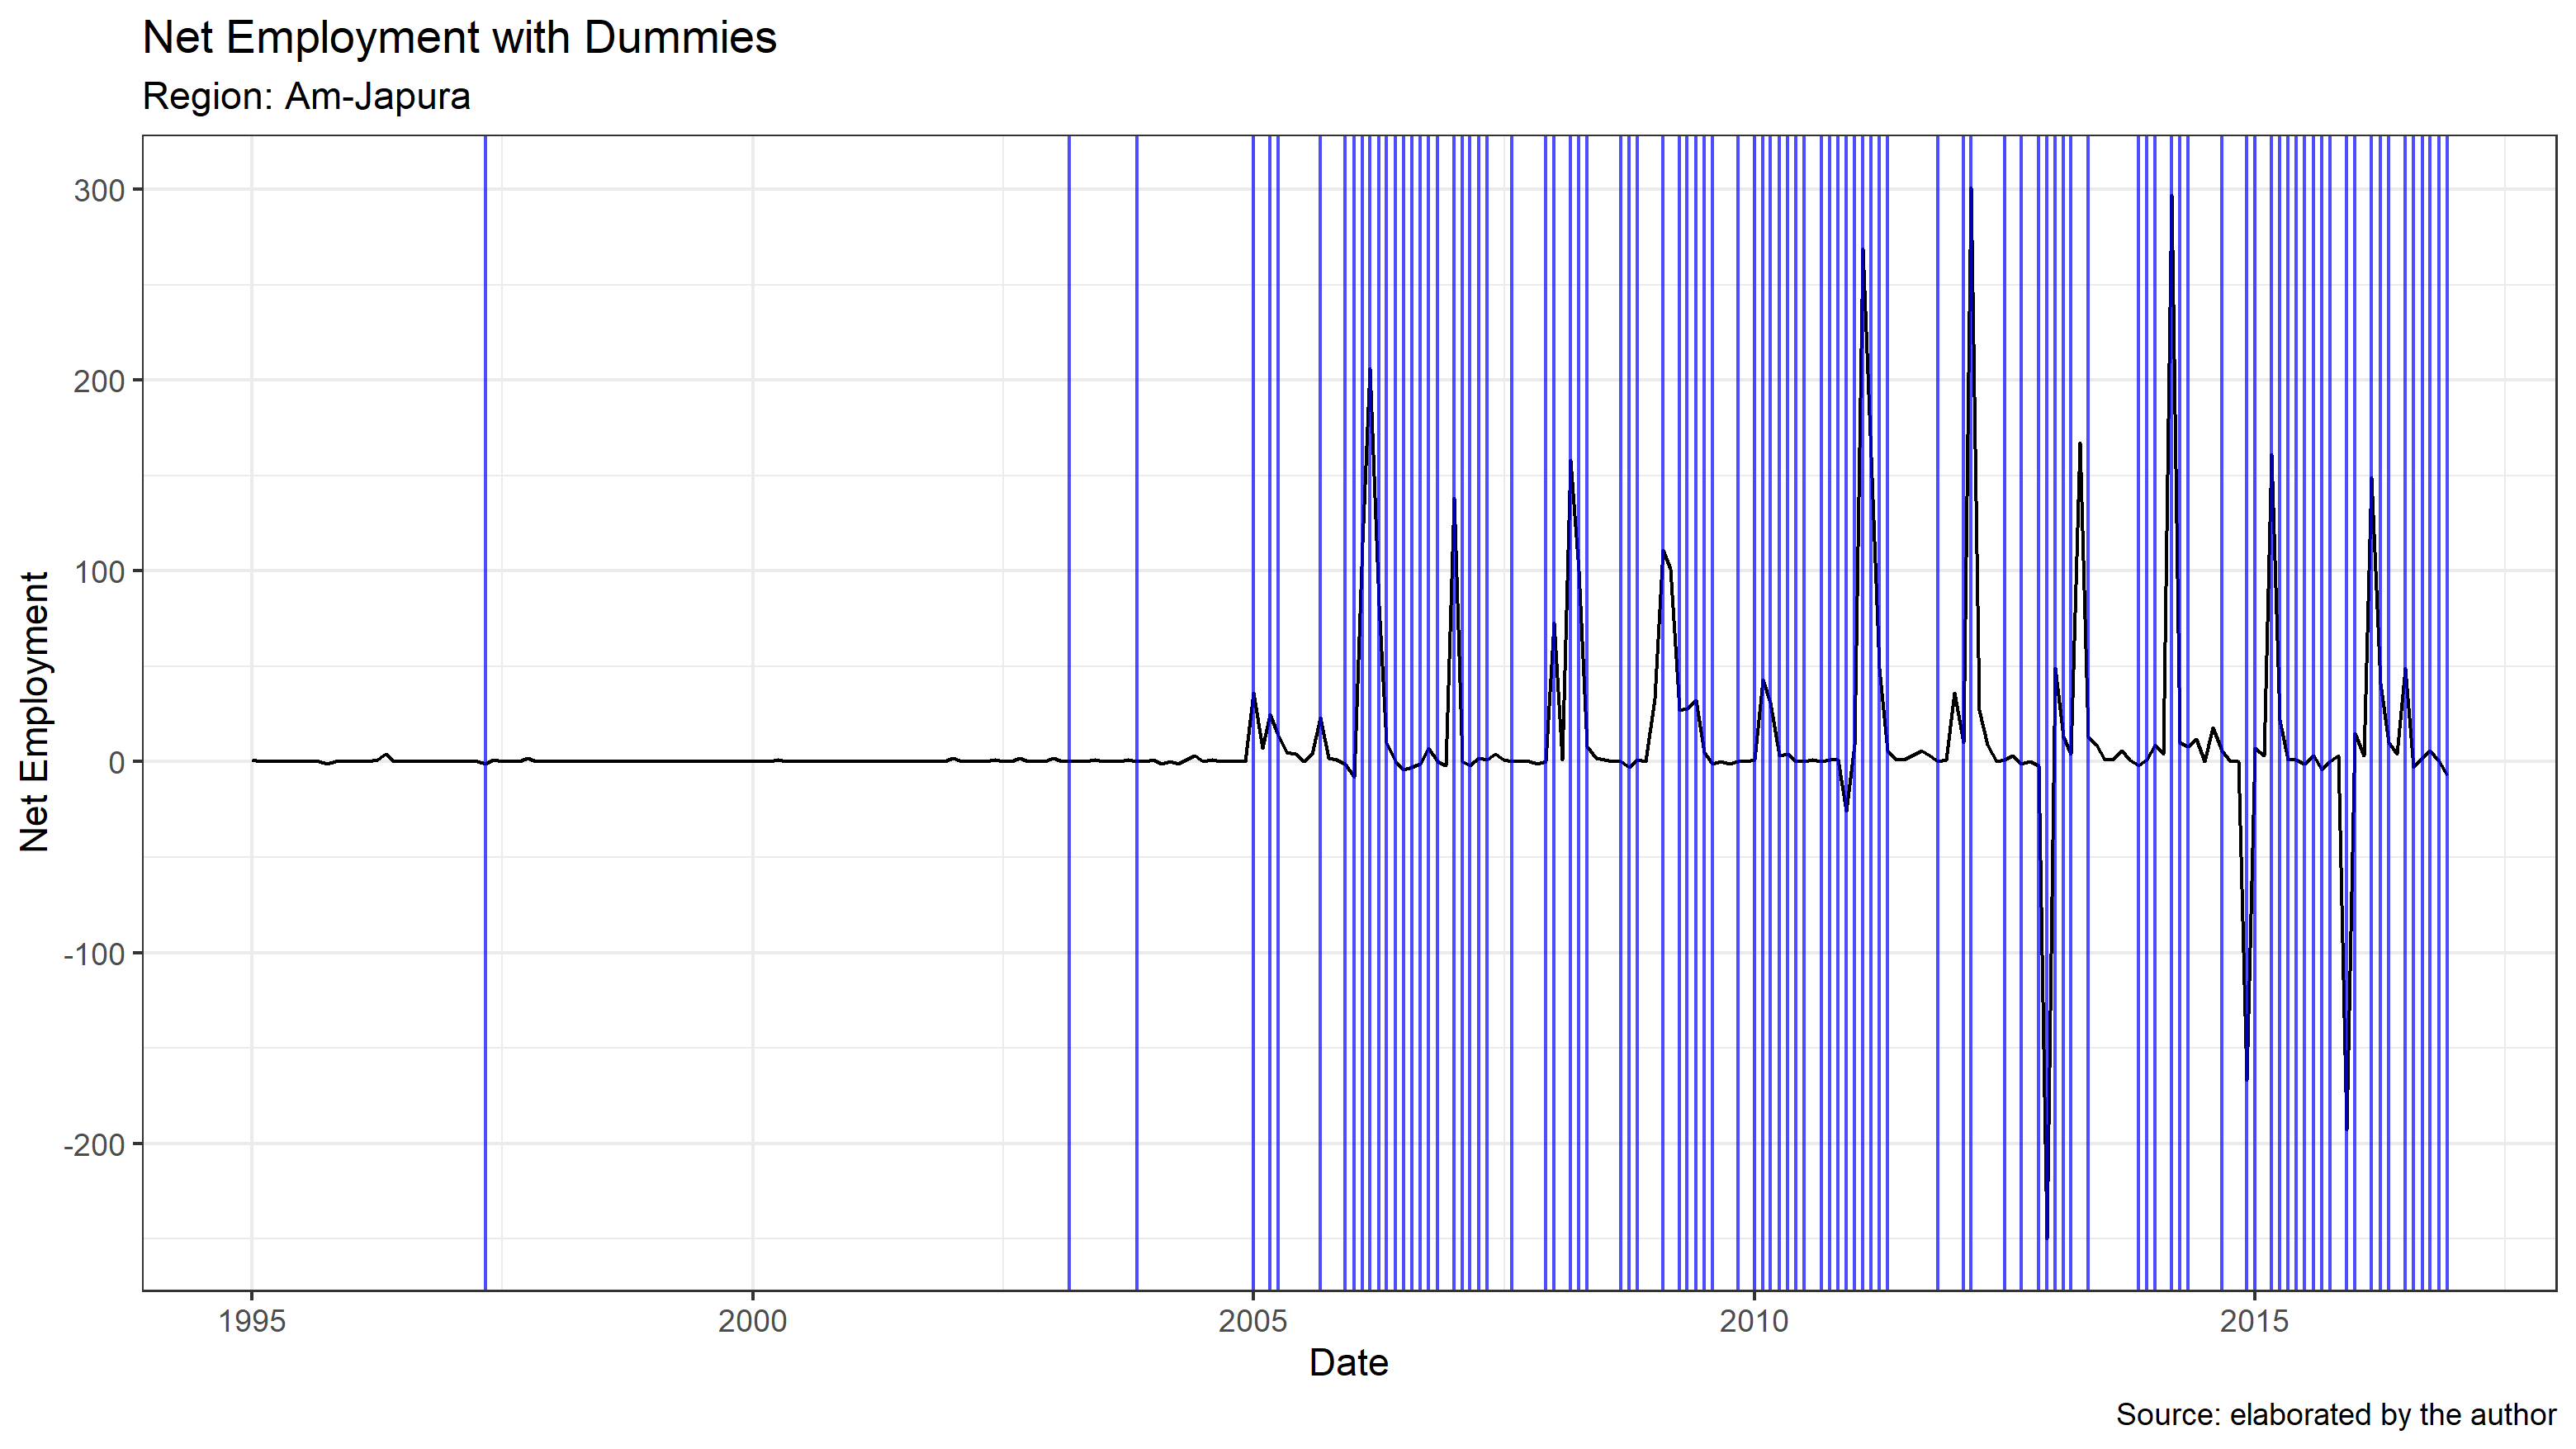 Net Employment with Dummies
Region: Am-Japura
Net Employment
300
200
100
0
-100
-200
1995
2000
2005
2010
2015
Date
Source: elaborated by the author